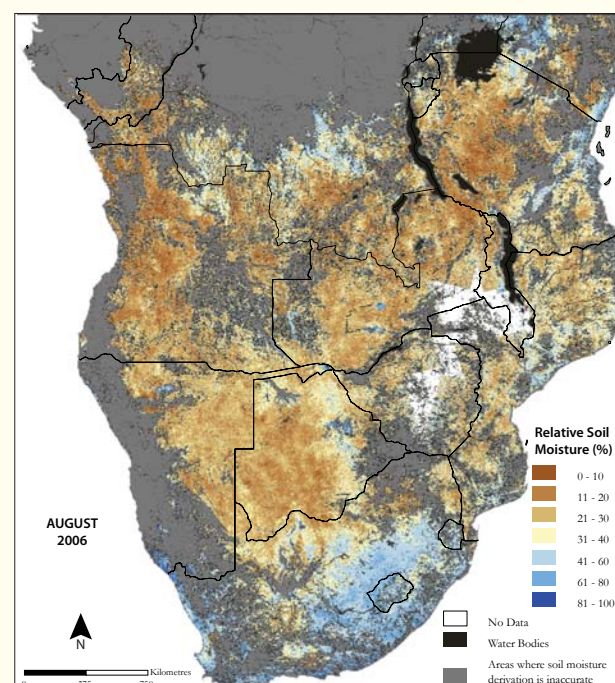 Relative Soil
Moisture (%)
0 - 10
11 - 20
21 - 30
31 - 40
41 - 60
61 - 80
81 - 100
AUGUST
2006
N
No Data
Water Bodies
Areas where soil moisture
derivation is inaccurate
Kilometres